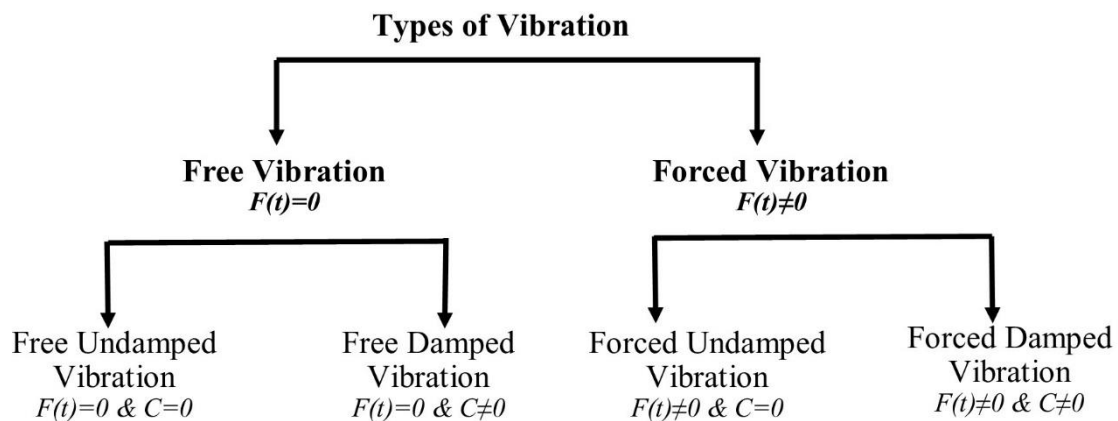 Types of Vibration
Free Vibration
F(t)=0
Forced Vibration
F(t)≠0
Free Undamped
Vibration
F(t)=0 & C=0
Free Damped
Vibration
F(t)=0 & C≠0
Forced Undamped
Vibration
F(t)≠0 & C=0
Forced Damped
Vibration
F(t)≠0 & C≠0